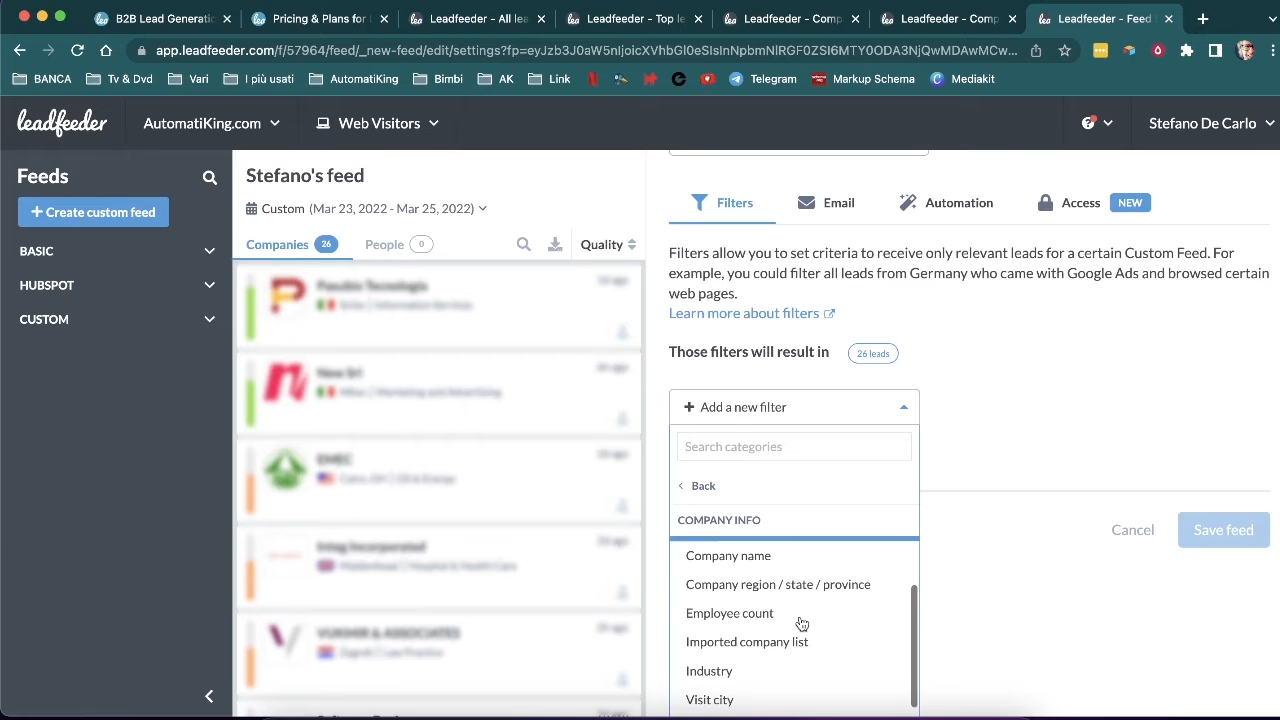 B2B Lead Generation
Pricing & Plans for
Leadfeeder - All lea
Leadfeeder - Top le
Leadfeeder - Comp
Leadfeeder - Comp
Leadfeeder - Feed
app.leadfeeder.com/f/57964/feed/_new-feed/edit/settings?fp=eyJzb3J0aW5nIjoicXVhbGl0eSIsInNpbmNlRGF0ZSI6MTY0ODA3NjQwMDAwMCw...
BANCA
Tv & Dvd
Vari
I più usati
AutomatiKing
Bimbi
AK
Link
Telegram
Markup Schema
Mediakit
leadfeeder
AutomatiKing.com
Web Visitors
Stefano De Carlo
Feeds
+ Create custom feed
BASIC
HUBSPOT
CUSTOM
Stefano's feed
Custom (Mar 23, 2022 - Mar 25, 2022)
Companies 26
People 0
Quality
Filters
Email
Automation
Access NEW
Filters allow you to set criteria to receive only relevant leads for a certain Custom Feed. For
example, you could filter all leads from Germany who came with Google Ads and browsed certain
web pages.
Learn more about filters
Those filters will result in 26 leads
+ Add a new filter
Search categories
Back
COMPANY INFO
Company name
Company region / state / province
Employee count
Imported company list
Industry
Visit city
Cancel
Save feed